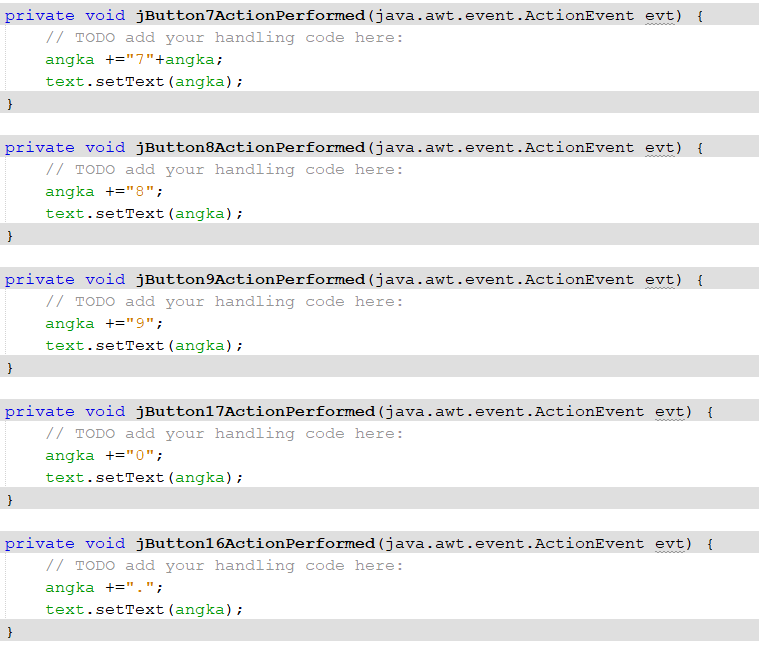 private void jButton7ActionPerformed(java.awt.event.ActionEvent evt) {
    // TODO add your handling code here:
    angka +="7"+angka;
    text.setText(angka);
}
private void jButton8ActionPerformed(java.awt.event.ActionEvent evt) {
    // TODO add your handling code here:
    angka +="8";
    text.setText(angka);
}
private void jButton9ActionPerformed(java.awt.event.ActionEvent evt) {
    // TODO add your handling code here:
    angka +="9";
    text.setText(angka);
}
private void jButton17ActionPerformed(java.awt.event.ActionEvent evt) {
    // TODO add your handling code here:
    angka +="0";
    text.setText(angka);
}
private void jButton16ActionPerformed(java.awt.event.ActionEvent evt) {
    // TODO add your handling code here:
    angka +=".";
    text.setText(angka);
}